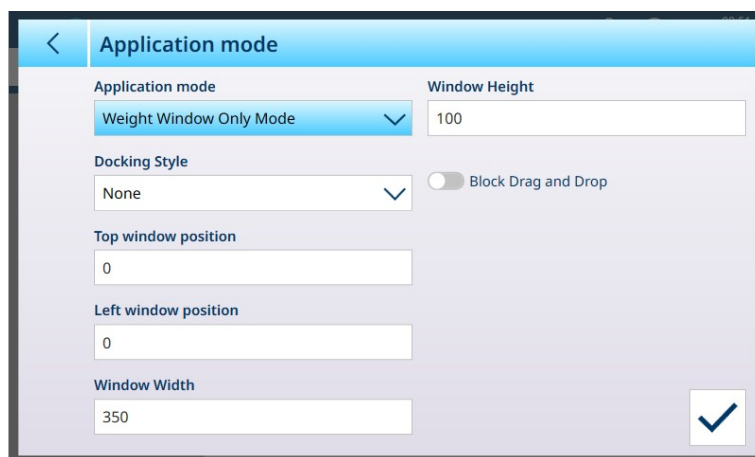 Application mode
Application mode
Weight Window Only Mode
Docking Style
None
Top window position
0
Left window position
0
Window Width
350
Window Height
100
Block Drag and Drop